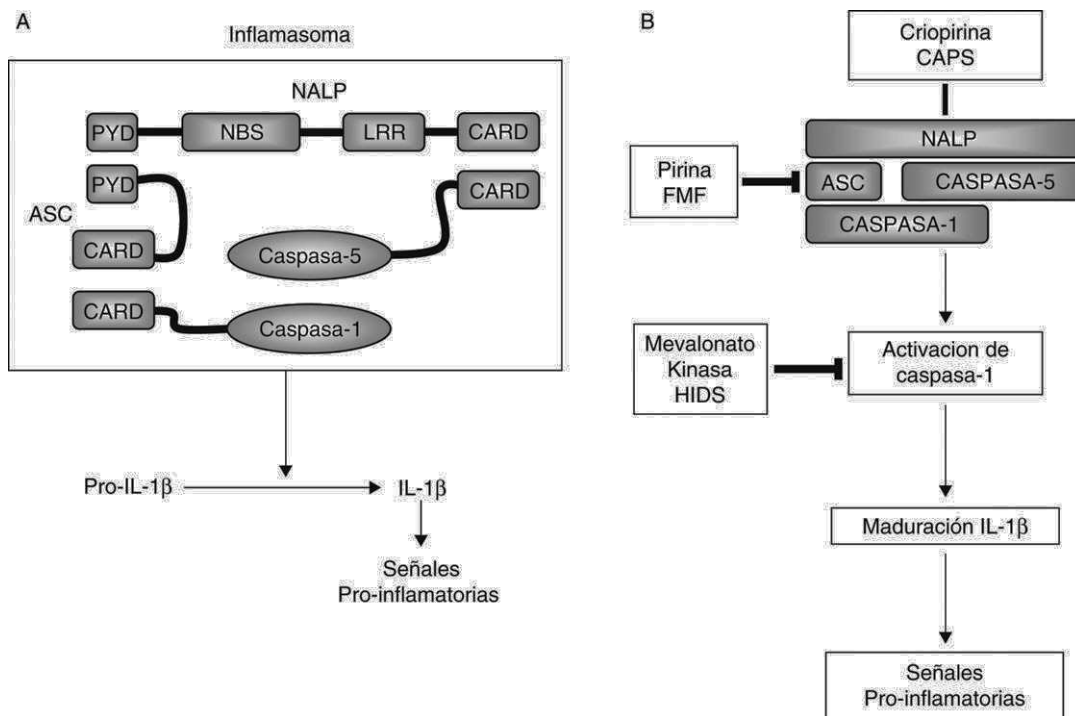 A
Inflamasoma
NALP
PYD NBS LRR CARD
PYD
CARD
ASC
CARD
Caspasa-5
CARD
Caspasa-1
Pro-IL-1β
IL-1β
Señales
Pro-inflamatorias
B
Criopirina
CAPS
NALP
Pirina
FMF
ASC
CASPASA-5
CASPASA-1
Mevalonato
Kinasa
HIDS
Activacion de
caspasa-1
Maduración IL-1β
Señales
Pro-inflamatorias